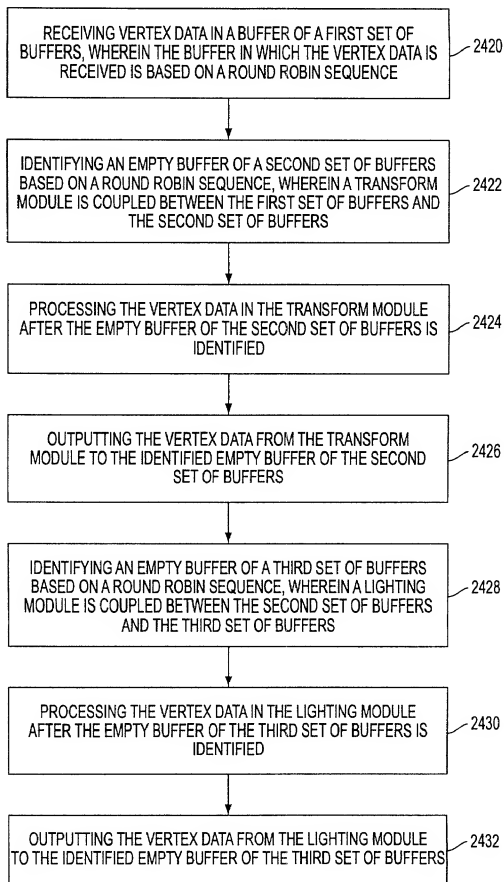 RECEIVING VERTEX DATA IN A BUFFER OF A FIRST SET OF
BUFFERS, WHEREIN THE BUFFER IN WHICH THE VERTEX DATA IS
RECEIVED IS BASED ON A ROUND ROBIN SEQUENCE
2420
IDENTIFYING AN EMPTY BUFFER OF A SECOND SET OF BUFFERS
BASED ON A ROUND ROBIN SEQUENCE, WHEREIN A TRANSFORM
MODULE IS COUPLED BETWEEN THE FIRST SET OF BUFFERS AND
THE SECOND SET OF BUFFERS
2422
PROCESSING THE VERTEX DATA IN THE TRANSFORM MODULE
AFTER THE EMPTY BUFFER OF THE SECOND SET OF BUFFERS IS
IDENTIFIED
2424
OUTPUTTING THE VERTEX DATA FROM THE TRANSFORM
MODULE TO THE IDENTIFIED EMPTY BUFFER OF THE SECOND
SET OF BUFFERS
2426
IDENTIFYING AN EMPTY BUFFER OF A THIRD SET OF BUFFERS
BASED ON A ROUND ROBIN SEQUENCE, WHEREIN A LIGHTING
MODULE IS COUPLED BETWEEN THE SECOND SET OF BUFFERS
AND THE THIRD SET OF BUFFERS
2428
PROCESSING THE VERTEX DATA IN THE LIGHTING MODULE
AFTER THE EMPTY BUFFER OF THE THIRD SET OF BUFFERS IS
IDENTIFIED
2430
OUTPUTTING THE VERTEX DATA FROM THE LIGHTING MODULE
TO THE IDENTIFIED EMPTY BUFFER OF THE THIRD SET OF BUFFERS
2432